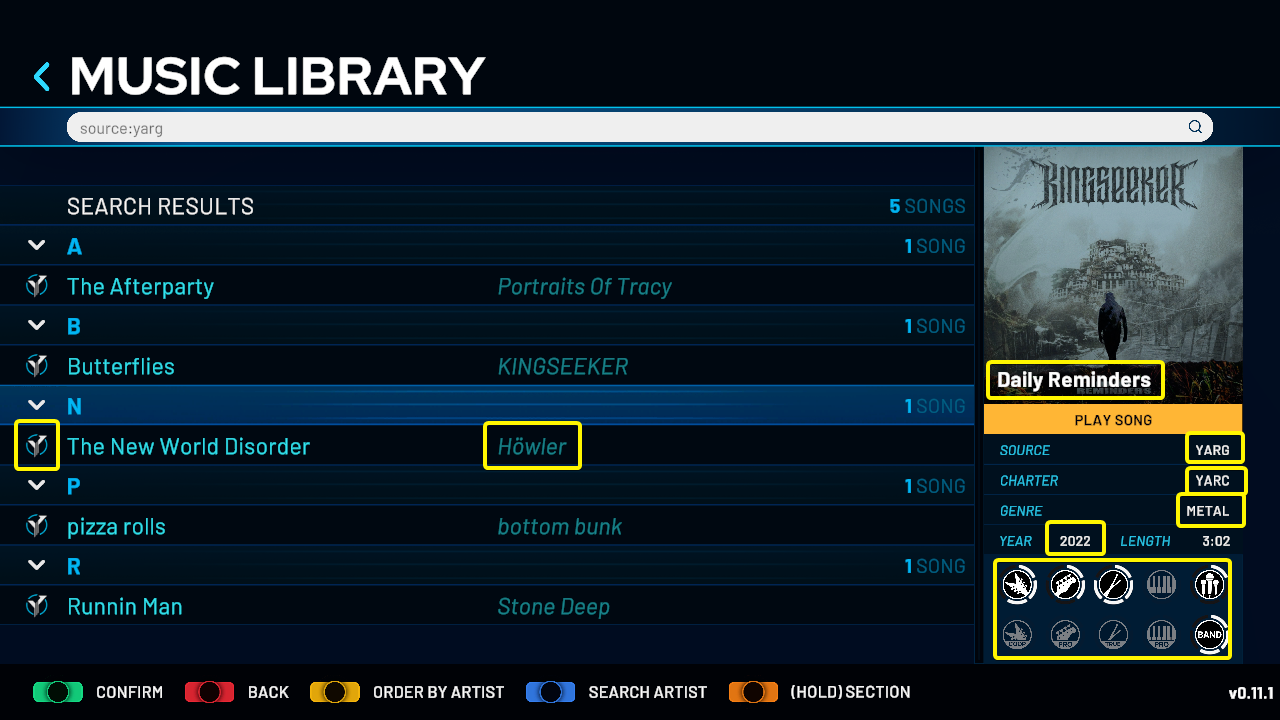 MUSIC LIBRARY
source:yarg
SEARCH RESULTS 5 SONGS
A 1 SONG
The Afterparty Portraits Of Tracy
B 1 SONG
Butterflies KINGSEEKER
N 1 SONG
The New World Disorder Höwler
P 1 SONG
pizza rolls bottom bunk
R 1 SONG
Runnin Man Stone Deep
KINGSEEKER
Daily Reminders
REMINDERS
PLAY SONG
SOURCE YARG
CHARTER YARC
GENRE METAL
YEAR 2022 LENGTH 3:02
PRO PRO BAND
CONFIRM BACK ORDER BY ARTIST SEARCH ARTIST (HOLD) SECTION v0.11.1